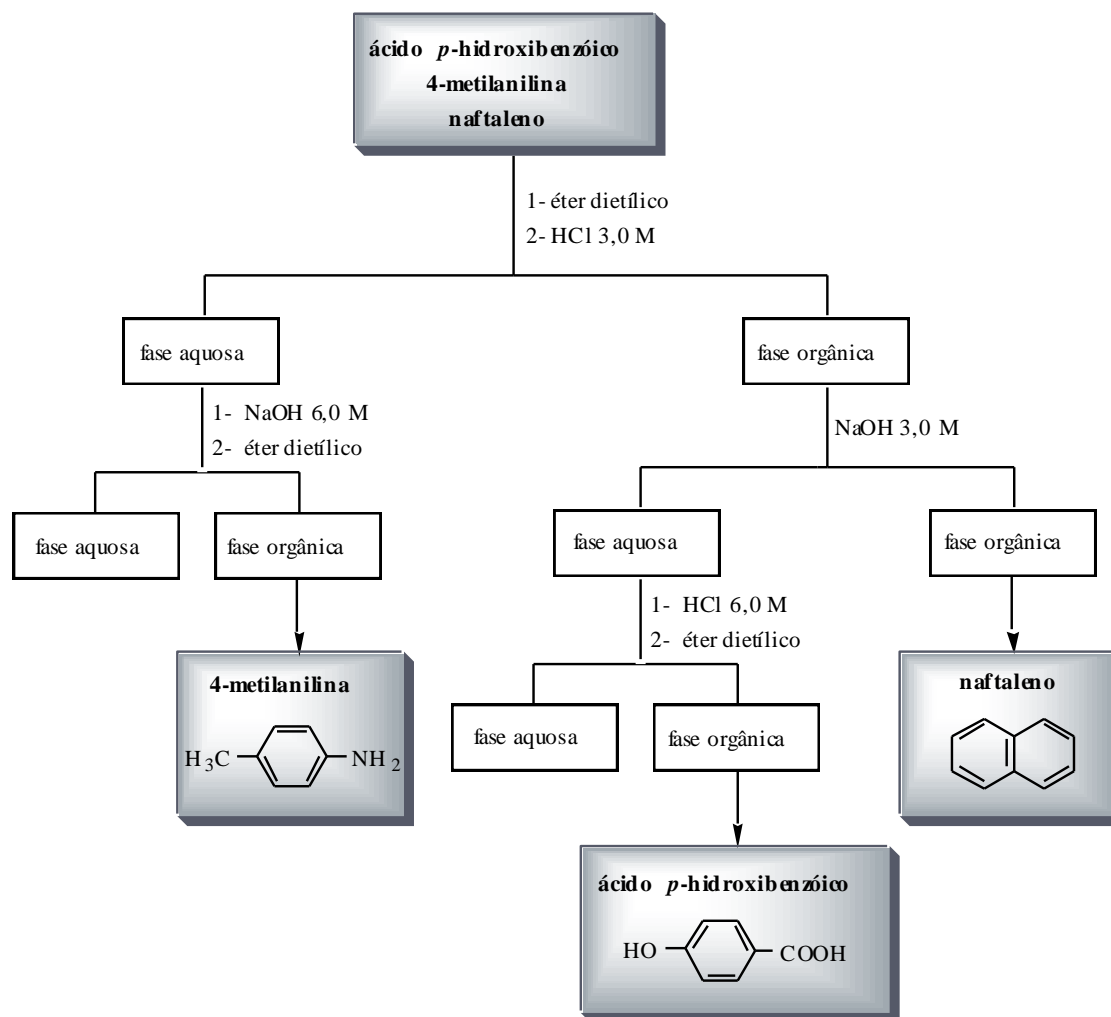 ácido p-hidroxibenzóico
4-metilanilina
naftaleno
1- éter dietílico
2- HCl 3,0 M
fase aquosa
fase orgânica
1- NaOH 6,0 M
2- éter dietílico
NaOH 3,0 M
fase aquosa
fase orgânica
fase aquosa
fase orgânica
1- HCl 6,0 M
2- éter dietílico
4-metilanilina
H3C
NH2
naftaleno
fase aquosa
fase orgânica
ácido p-hidroxibenzóico
HO
COOH